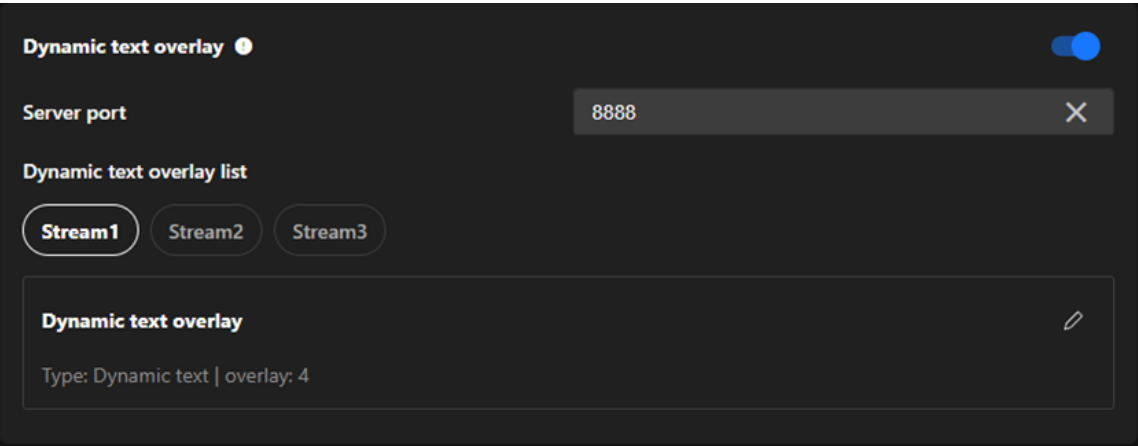 Dynamic text overlay
Server port
8888
Dynamic text overlay list
Stream1 Stream2 Stream3
Dynamic text overlay
Type: Dynamic text | overlay: 4